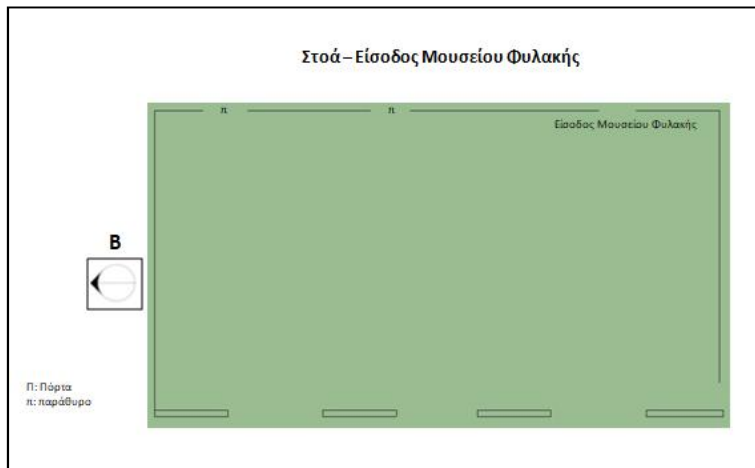 Στοά – Είσοδος Μουσείου Φυλακής
π π
Είσοδος Μουσείου Φυλακής
Β
Π: Πόρτα
π: παράθυρο